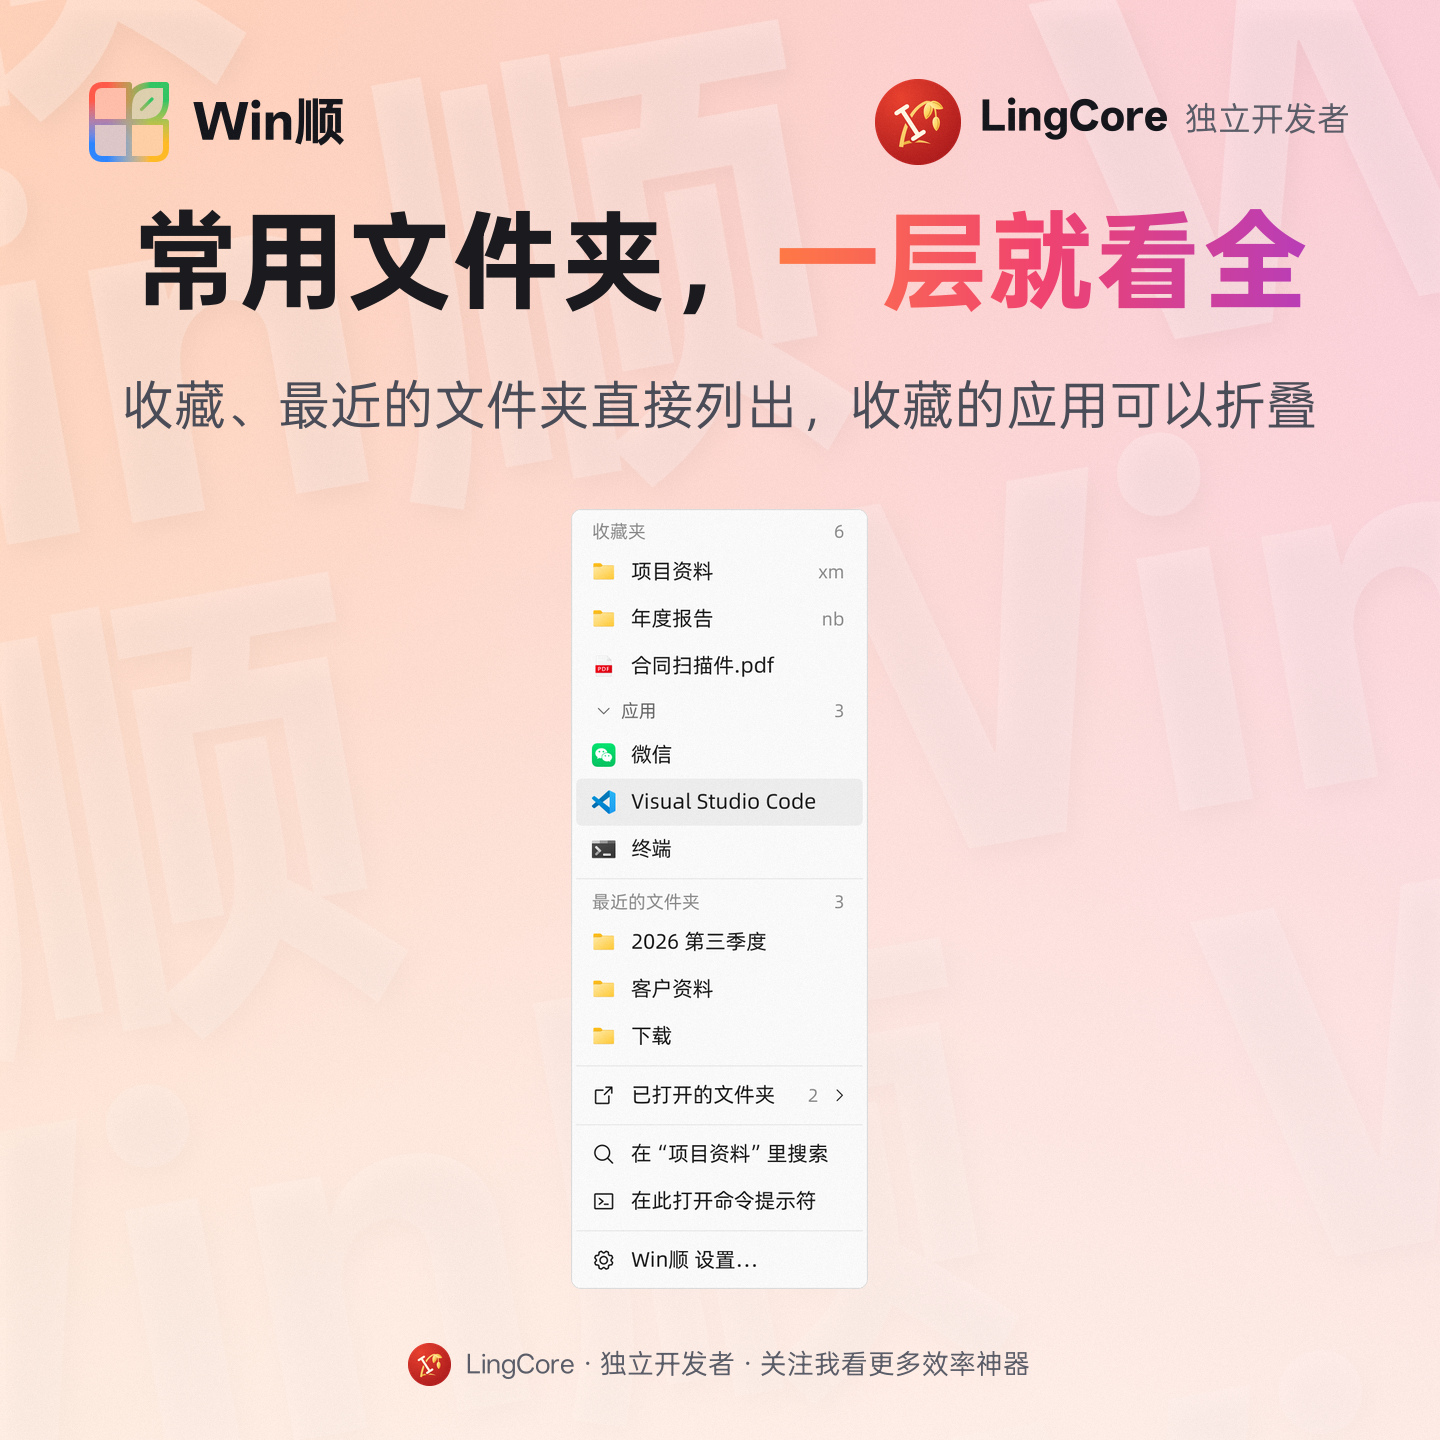 Win顺
LingCore 独立开发者
常用文件夹，一层就看全
收藏、最近的文件夹直接列出，收藏的应用可以折叠
收藏夹 6
项目资料 xm
年度报告 nb
PDF 合同扫描件.pdf
应用 3
微信
Visual Studio Code
终端
最近的文件夹 3
2026 第三季度
客户资料
下载
已打开的文件夹 2
在“项目资料”里搜索
在此打开命令提示符
Win顺 设置…
LingCore · 独立开发者 · 关注我看更多效率神器